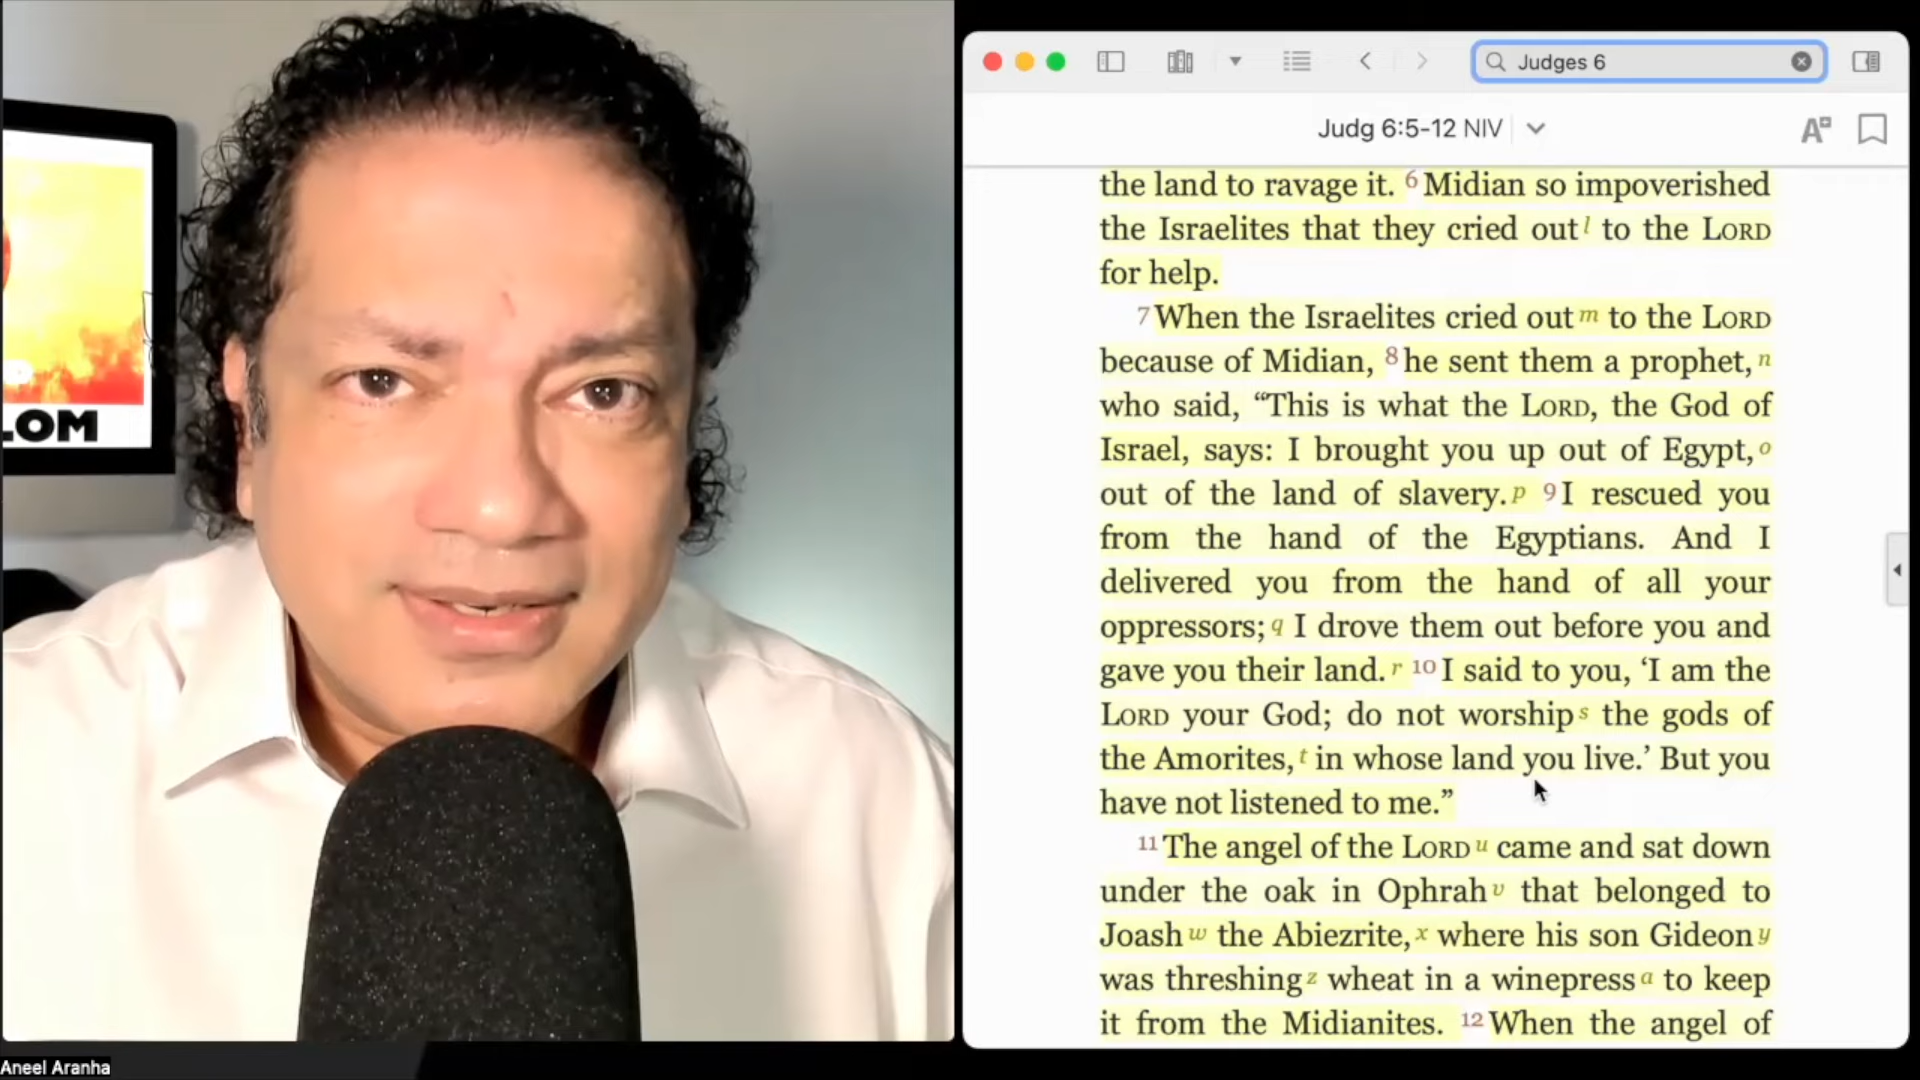 LOM
Aneel Aranha
Judges 6
Judg 6:5-12 NIV
A
the land to ravage it. 6 Midian so impoverished
the Israelites that they cried out l to the LORD
for help.
7 When the Israelites cried out m to the LORD
because of Midian, 8 he sent them a prophet, n
who said, “This is what the LORD, the God of
Israel, says: I brought you up out of Egypt, o
out of the land of slavery. p 9 I rescued you
from the hand of the Egyptians. And I
delivered you from the hand of all your
oppressors; q I drove them out before you and
gave you their land. r 10 I said to you, ‘I am the
LORD your God; do not worship s the gods of
the Amorites, t in whose land you live.’ But you
have not listened to me.”
11 The angel of the LORD u came and sat down
under the oak in Ophrah v that belonged to
Joash w the Abiezrite, x where his son Gideon y
was threshing z wheat in a winepress a to keep
it from the Midianites. 12 When the angel of